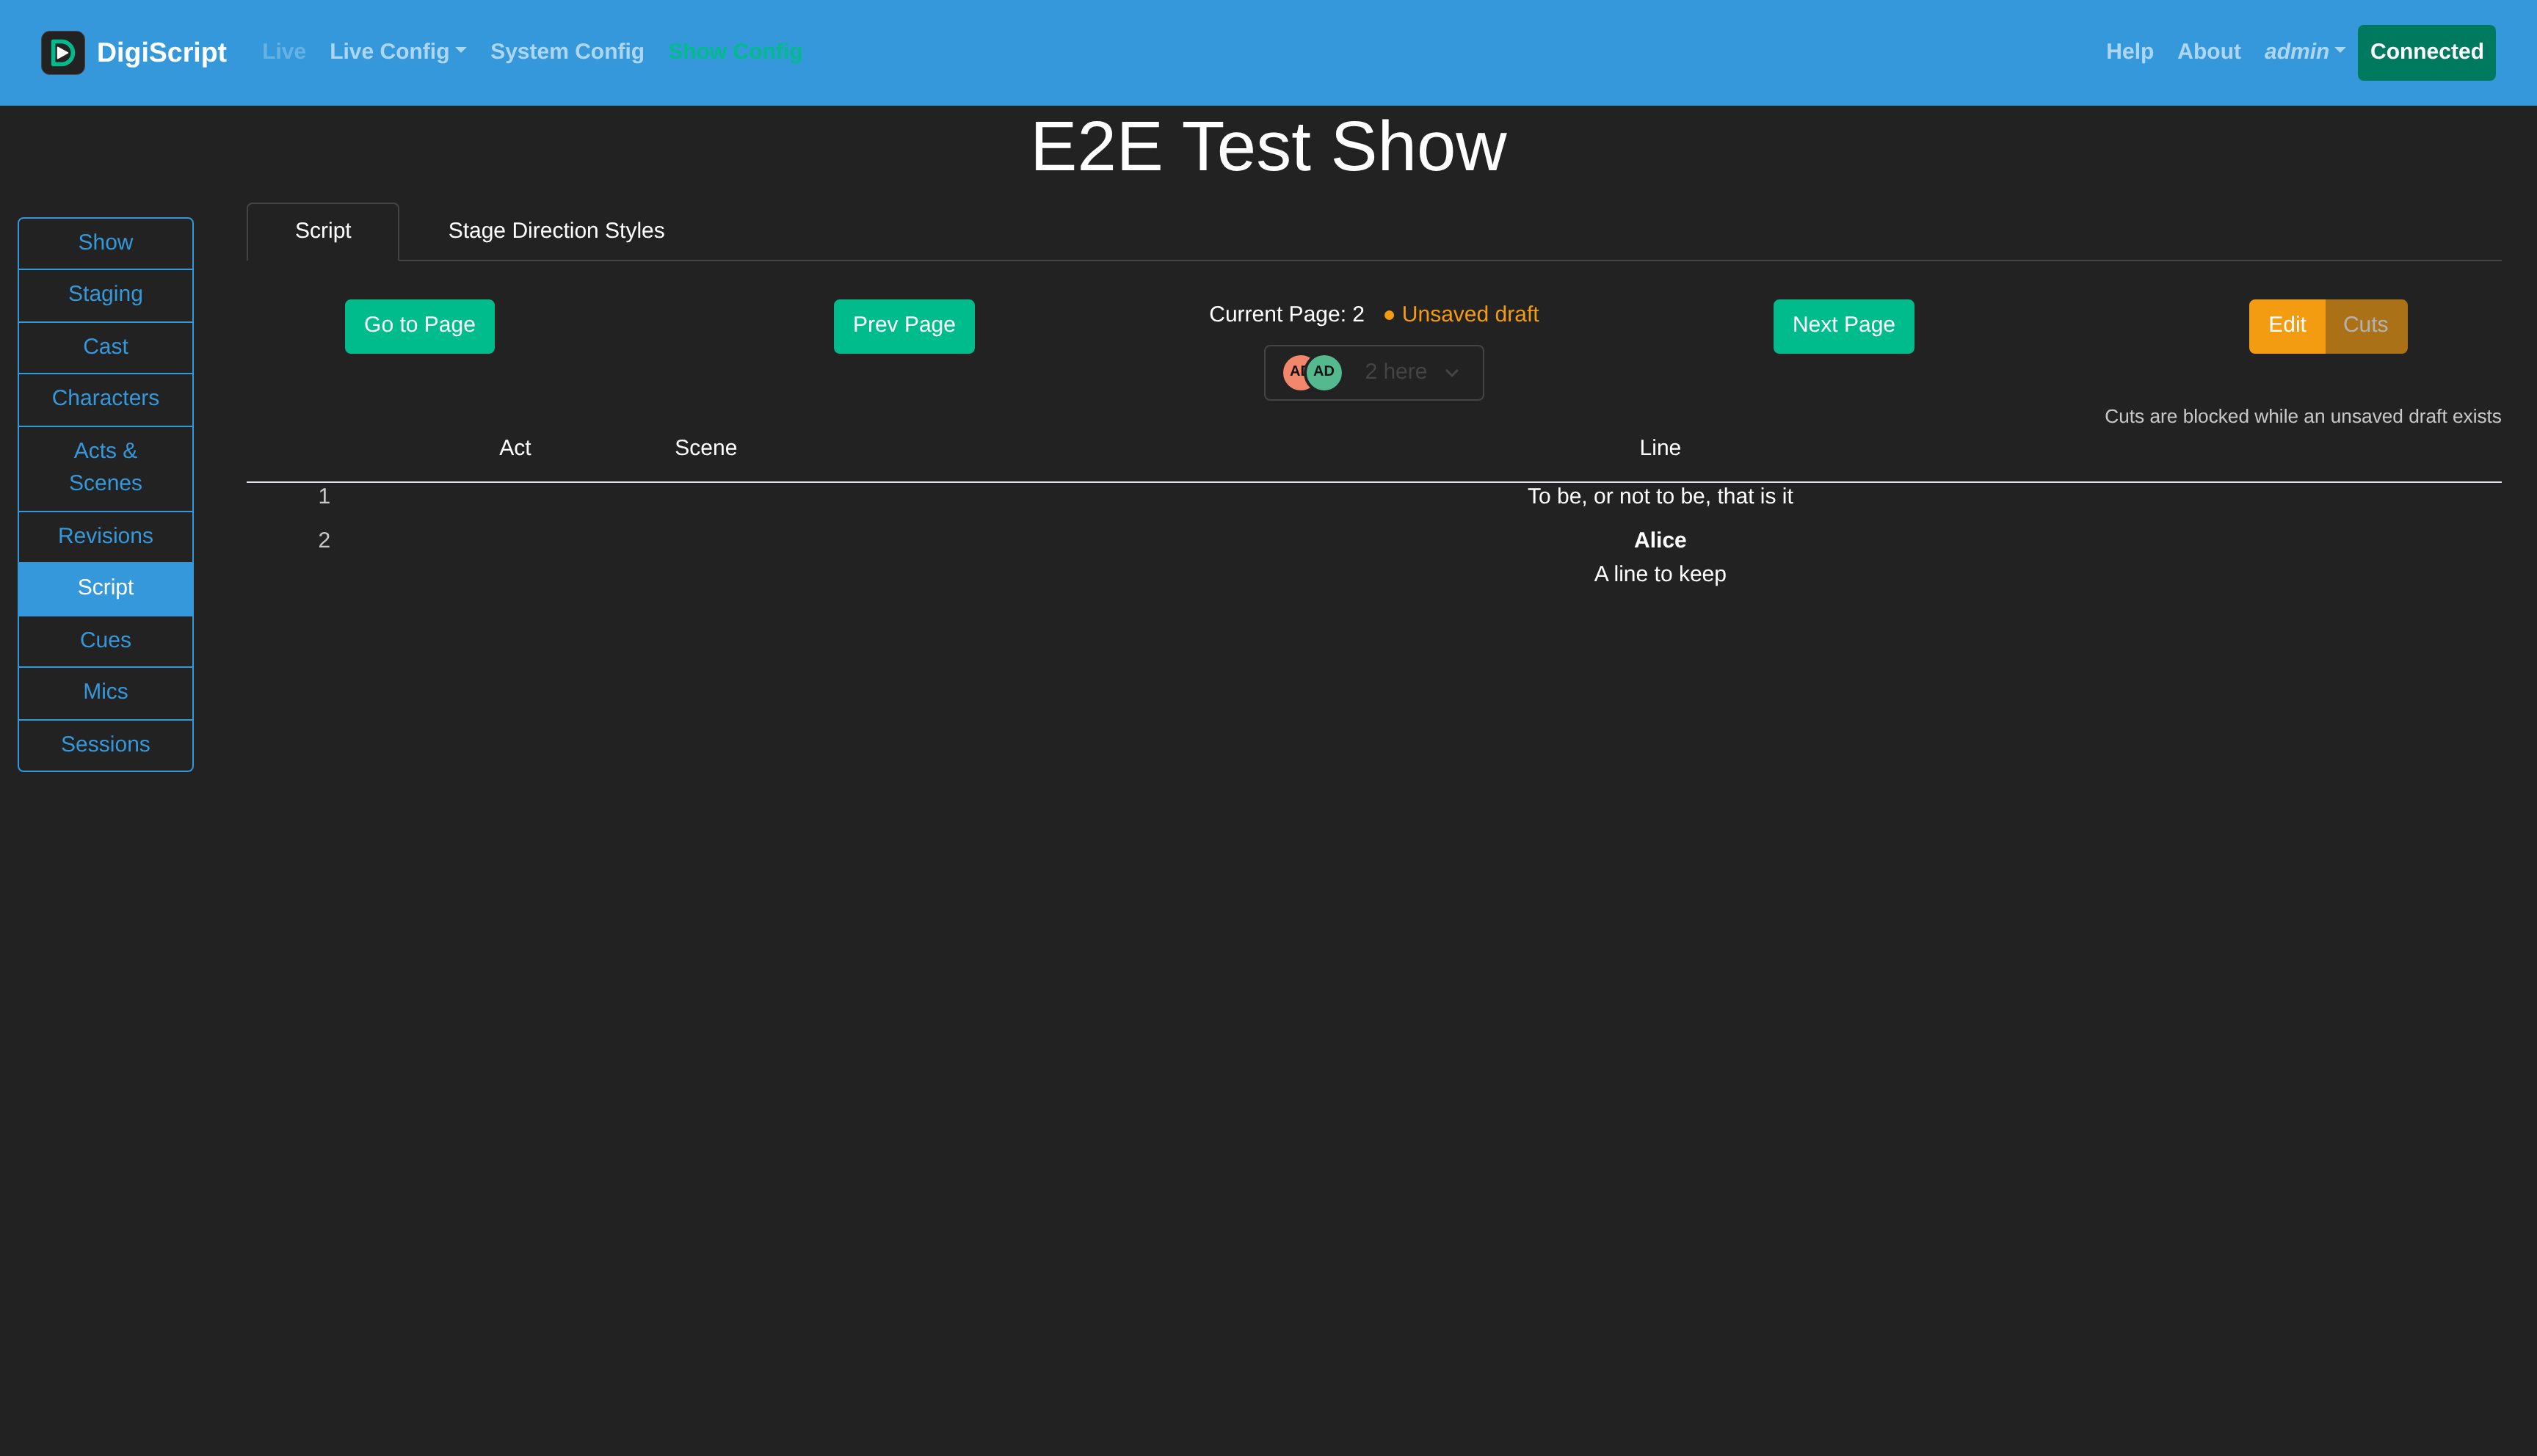 DigiScript Live Live Config System Config Show Config Help About admin Connected
E2E Test Show
Script Stage Direction Styles
Show
Staging
Cast
Characters
Acts &
Scenes
Revisions
Script
Cues
Mics
Sessions
Go to Page Prev Page Current Page: 2 Unsaved draft Next Page Edit Cuts
AD 2 here
Cuts are blocked while an unsaved draft exists
Act Scene Line
1 To be, or not to be, that is it
2 Alice
A line to keep